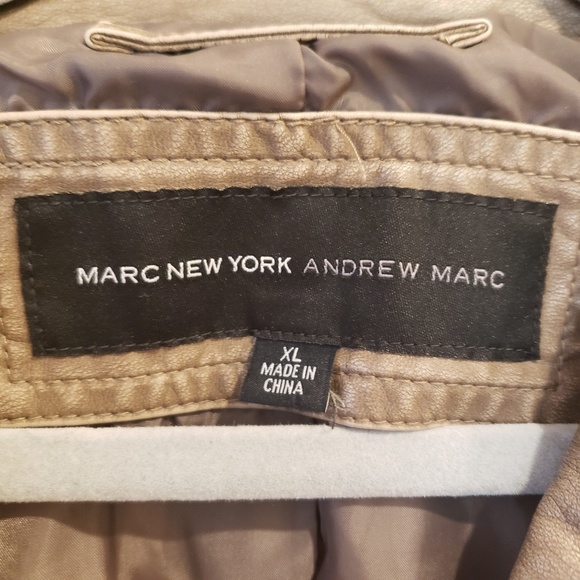 MARC NEW YORK ANDREW MARC
XL
MADE IN
CHINA